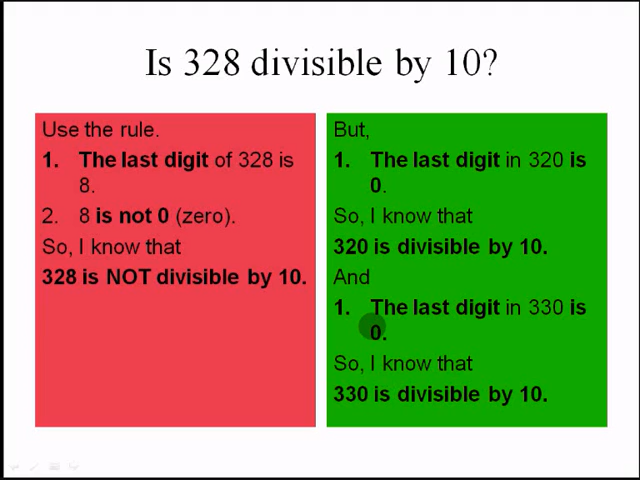 Is 328 divisible by 10?
Use the rule.
1. The last digit of 328 is
8.
2. 8 is not 0 (zero).
So, I know that
328 is NOT divisible by 10.
But,
1. The last digit in 320 is
0.
So, I know that
320 is divisible by 10.
And
1. The last digit in 330 is
0.
So, I know that
330 is divisible by 10.